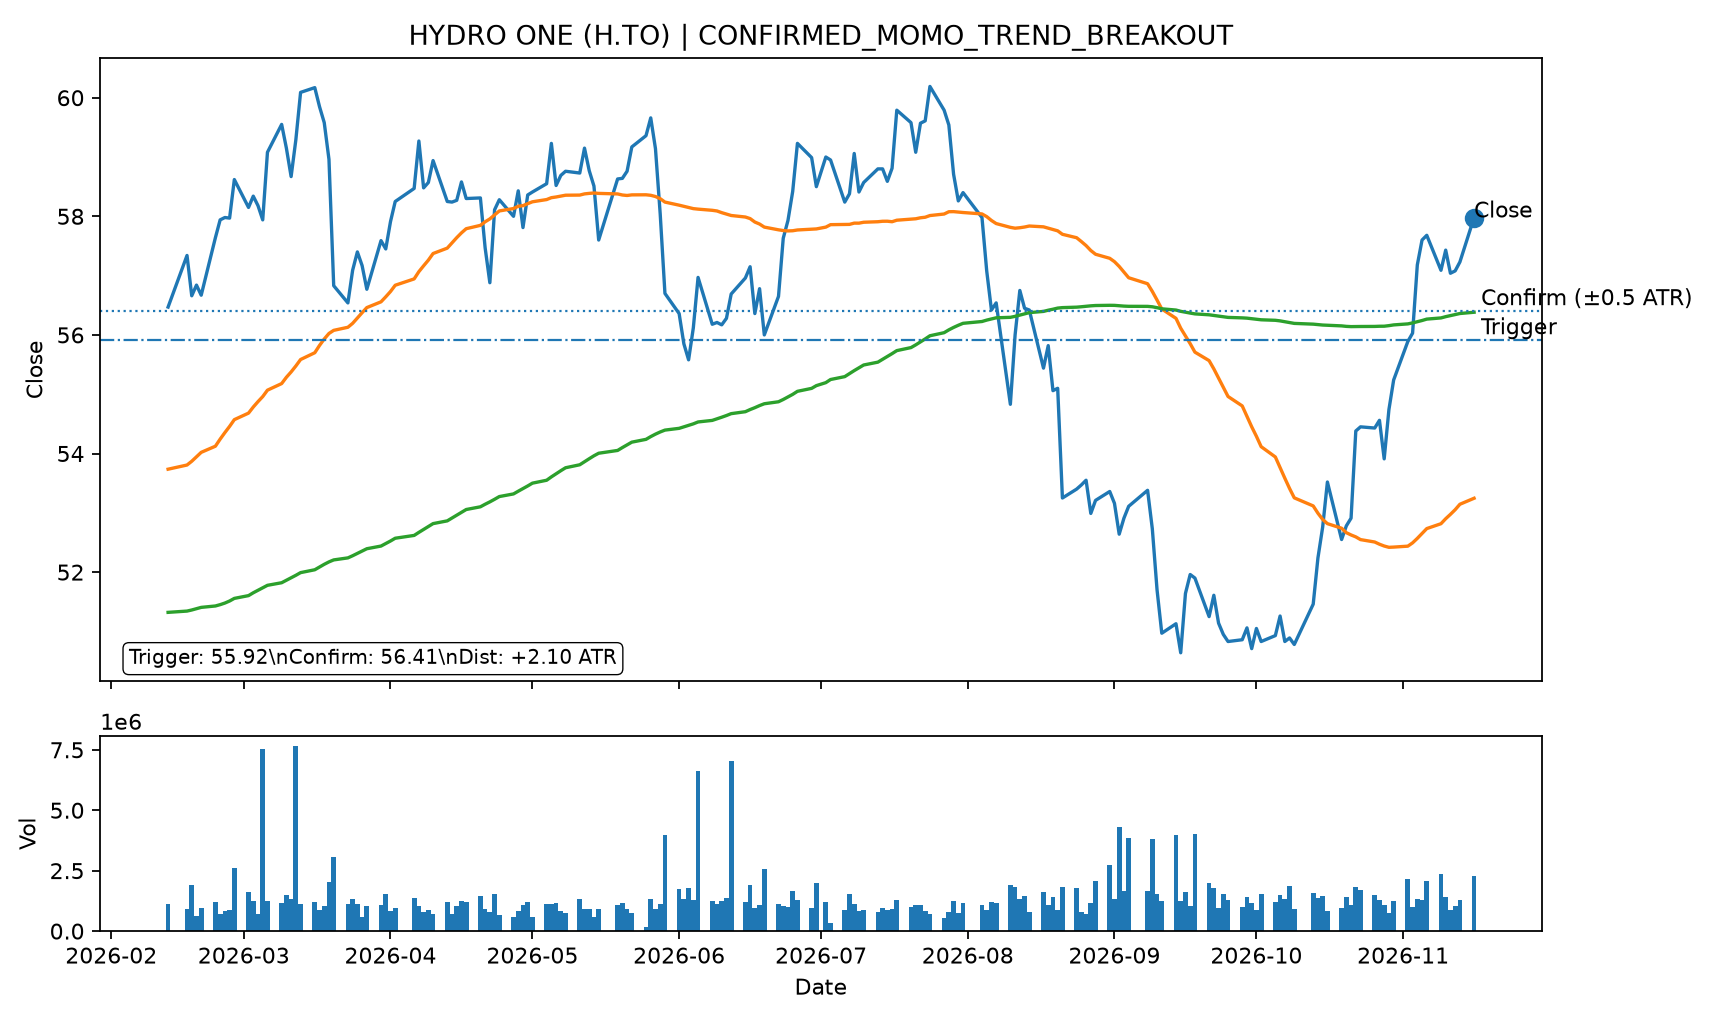 HYDRO ONE (H.TO) | CONFIRMED_MOMO_TREND_BREAKOUT
Close
60
58
56
54
52
Close
Confirm (±0.5 ATR)
Trigger
Trigger: 55.92\nConfirm: 56.41\nDist: +2.10 ATR
1e6
Vol
7.5
5.0
2.5
0.0
2026-02 2026-03 2026-04 2026-05 2026-06 2026-07 2026-08 2026-09 2026-10 2026-11
Date